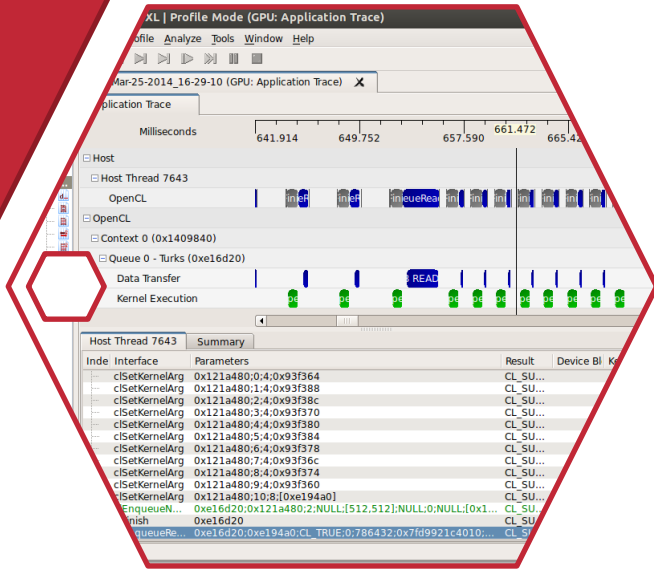 XL | Profile Mode (GPU: Application Trace)
ofile Analyze Tools Window Help
Mar-25-2014_16-29-10 (GPU: Application Trace) X
plication Trace
Milliseconds
641.914 649.752 657.590 661.472 665.42
Host
Host Thread 7643
OpenCL
OpenCL
Context 0 (0x1409840)
Queue 0 - Turks (0xe16d20)
Data Transfer READ
Kernel Execution
Host Thread 7643 Summary
Inde Interface Parameters Result Device Bl
clSetKernelArg 0x121a480;0;4;0x93f364 CL_SU...
clSetKernelArg 0x121a480;1;4;0x93f388 CL_SU...
clSetKernelArg 0x121a480;2;4;0x93f38c CL_SU...
clSetKernelArg 0x121a480;3;4;0x93f370 CL_SU...
clSetKernelArg 0x121a480;4;4;0x93f380 CL_SU...
clSetKernelArg 0x121a480;5;4;0x93f384 CL_SU...
clSetKernelArg 0x121a480;6;4;0x93f378 CL_SU...
clSetKernelArg 0x121a480;7;4;0x93f36c CL_SU...
clSetKernelArg 0x121a480;8;4;0x93f374 CL_SU...
clSetKernelArg 0x121a480;9;4;0x93f360 CL_SU...
clSetKernelArg 0x121a480;10;8;[0xe194a0] CL_SU...
EnqueueN... 0xe16d20;0x121a480;2;NULL;[512,512];NULL;0;NULL;[0x1... CL_SU...
inish 0xe16d20 CL_SU...
queueRe... 0xe16d20;0xe194a0;CL_TRUE;0;786432;0x7fd9921c4010;... CL_SU